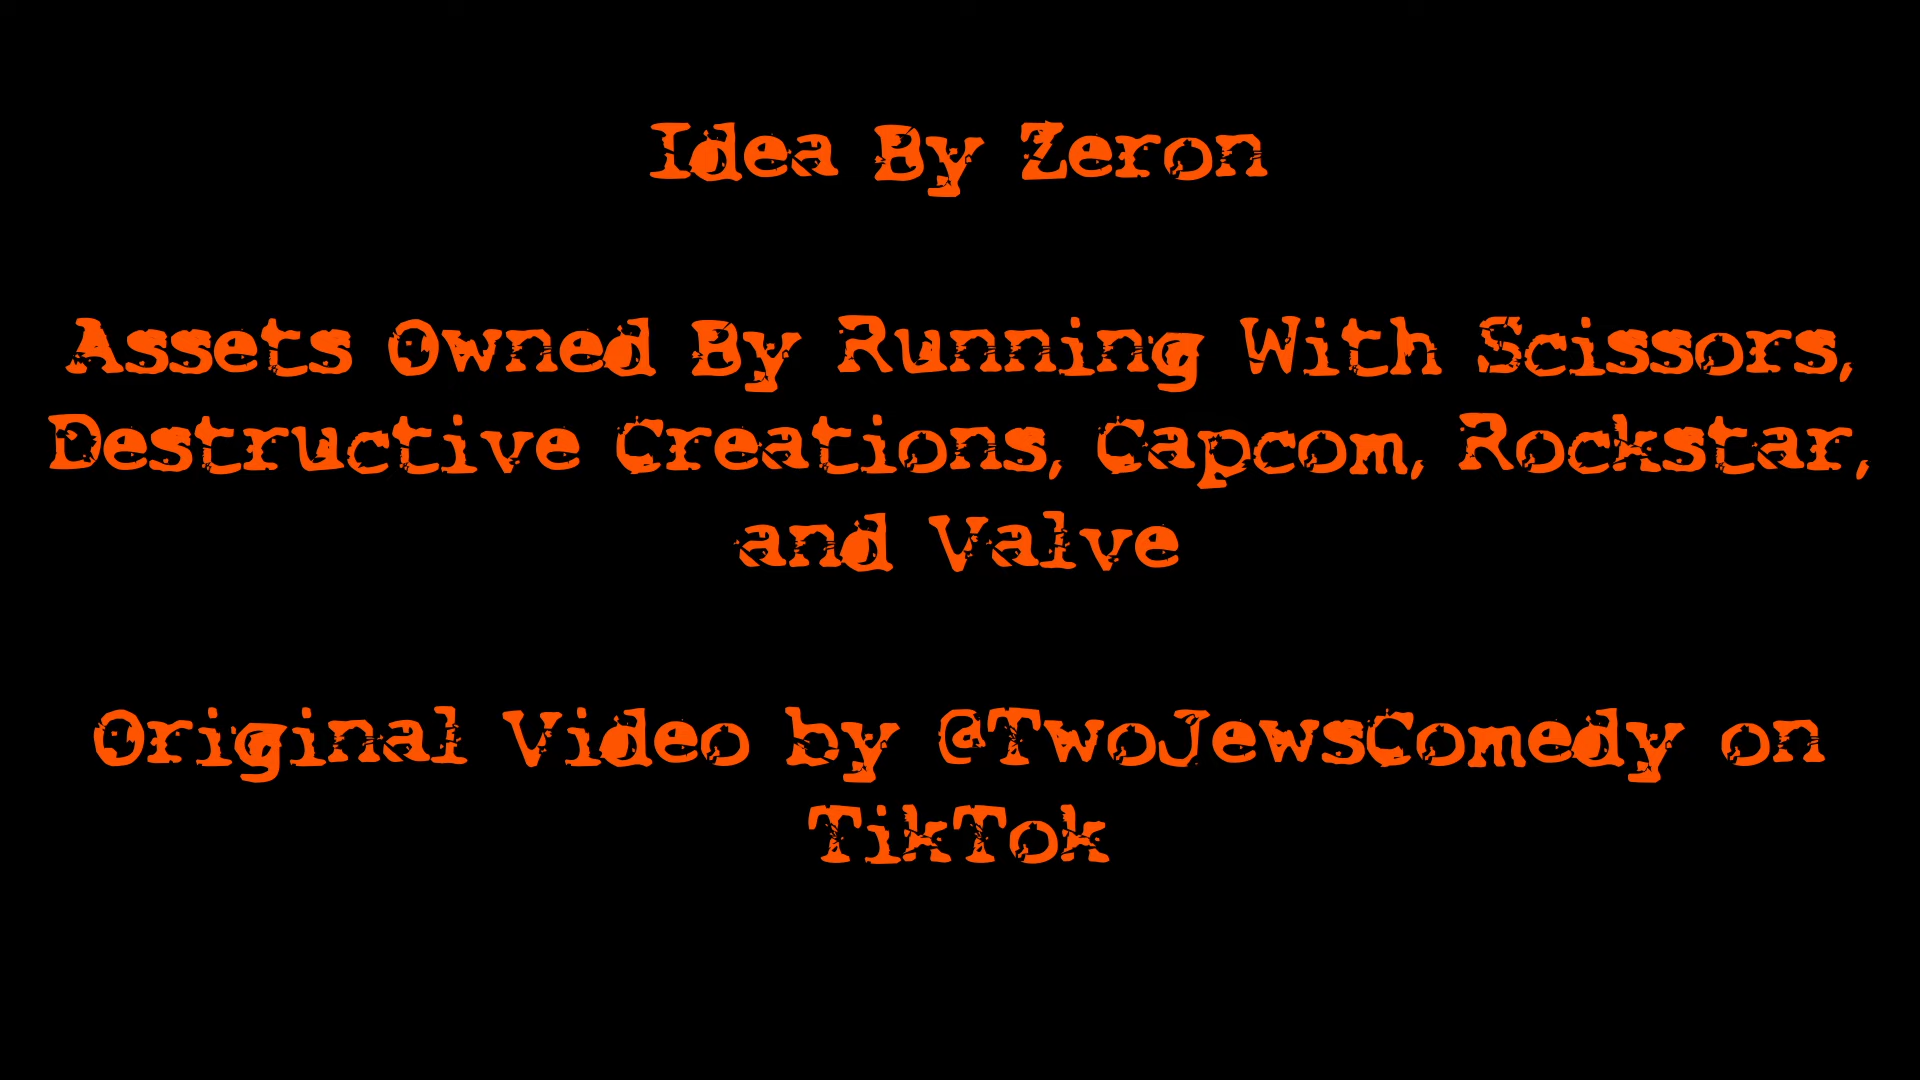 Idea By Zeron
Assets Owned By Running With Scissors,
Destructive Creations, Capcom, Rockstar,
and Valve
Original Video by @TwoJewsComedy on
TikTok